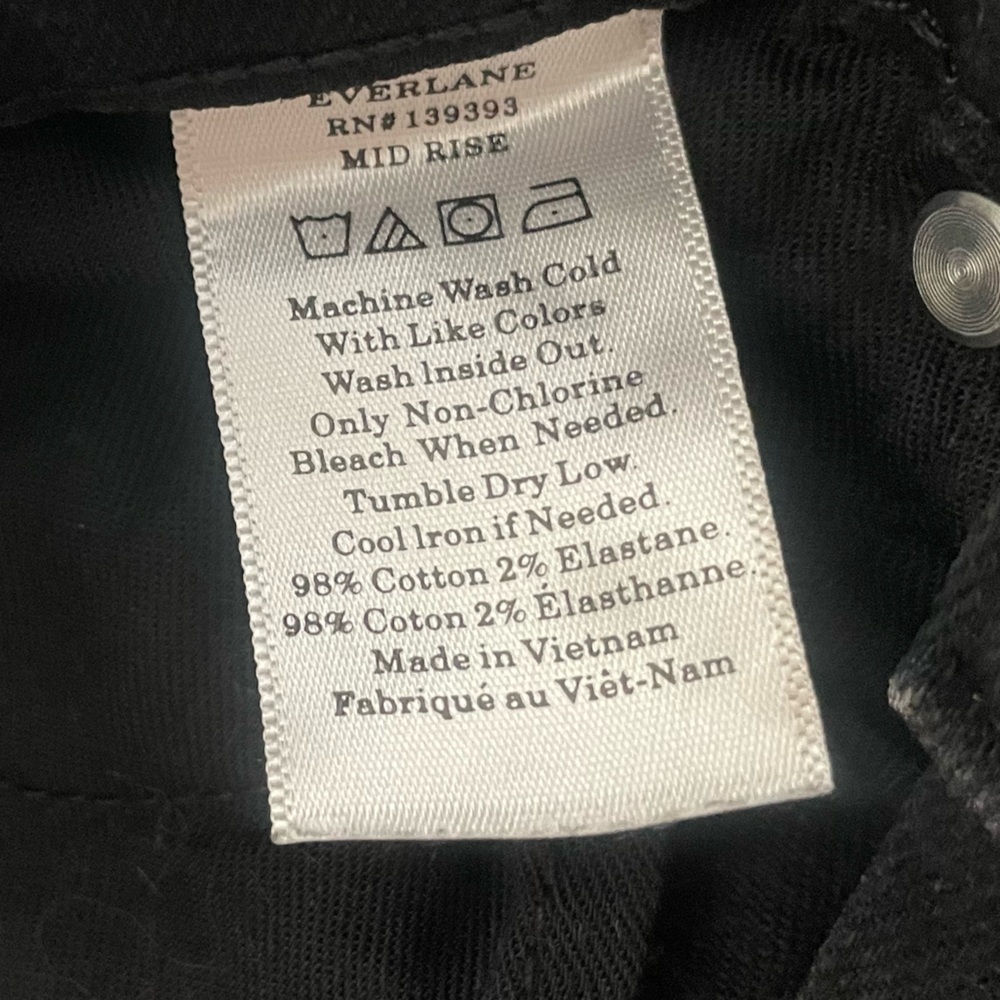 EVERLANE
RN# 139393
MID RISE
Machine Wash Cold
With Like Colors
Wash Inside Out.
Only Non-Chlorine
Bleach When Needed.
Tumble Dry Low.
Cool Iron if Needed.
98% Cotton 2% Elastane.
98% Coton 2% Élasthanne.
Made in Vietnam
Fabriqué au Viêt-Nam